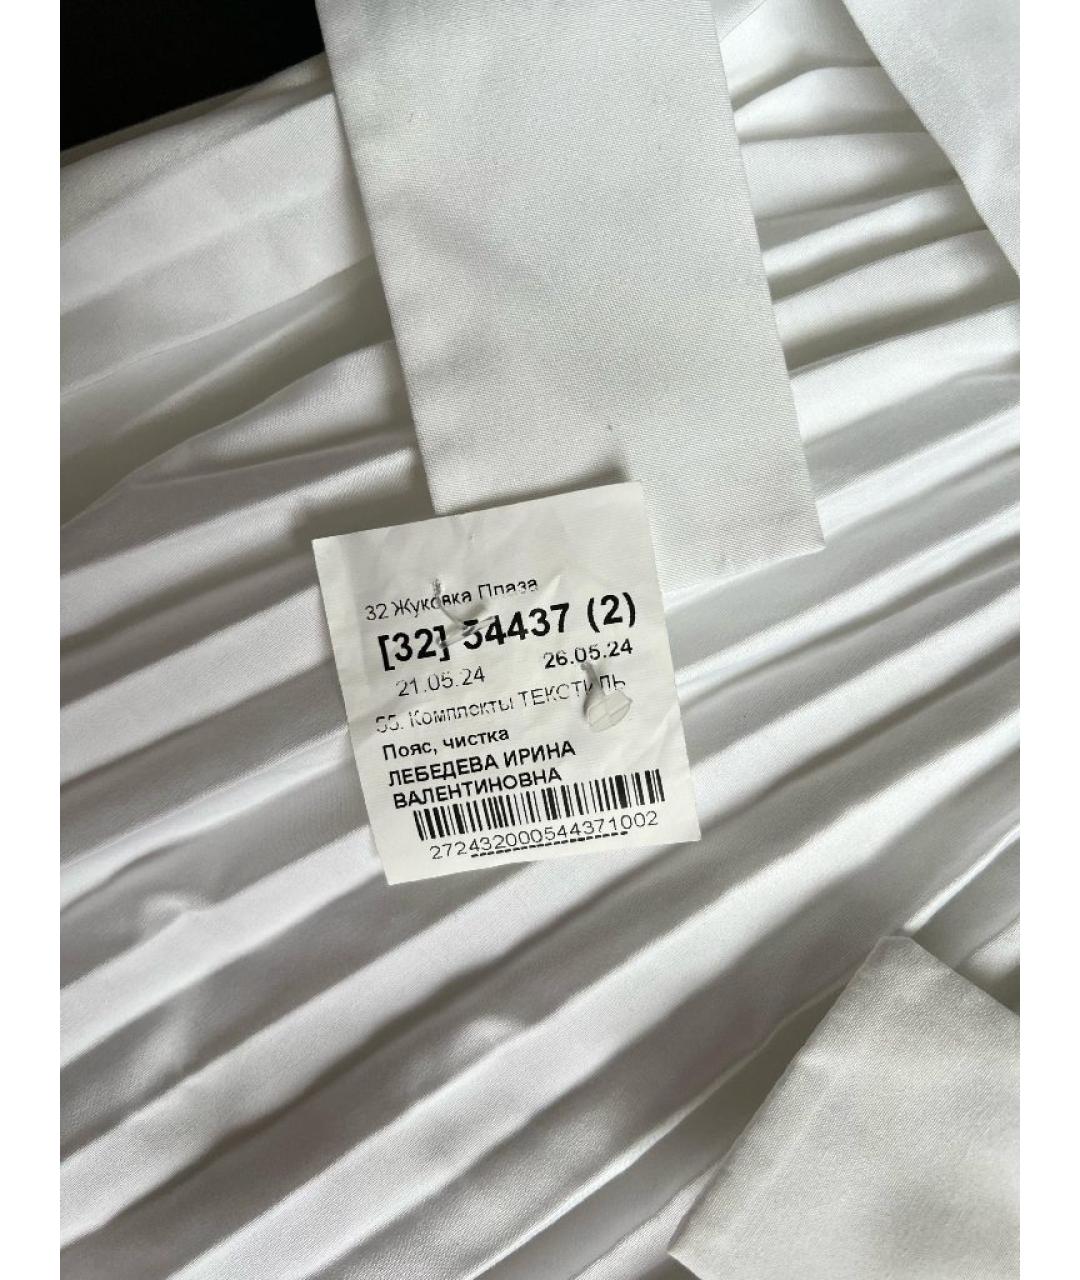 32 Жуковка Плаза
[32] 54437 (2)
21.05.24 26.05.24
55. Комплекты ТЕКСТИЛЬ
Пояс, чистка
ЛЕБЕДЕВА ИРИНА
ВАЛЕНТИНОВНА
272432000544371002